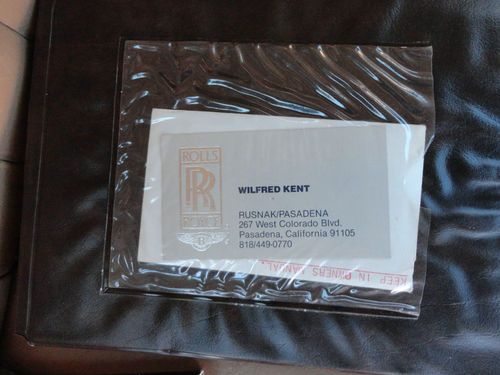 ROLLS
RR
ROYCE
B
WILFRED KENT
RUSNAK/PASADENA
267 West Colorado Blvd.
Pasadena, California 91105
818/449-0770
KEEP IN OWNERS MANUAL